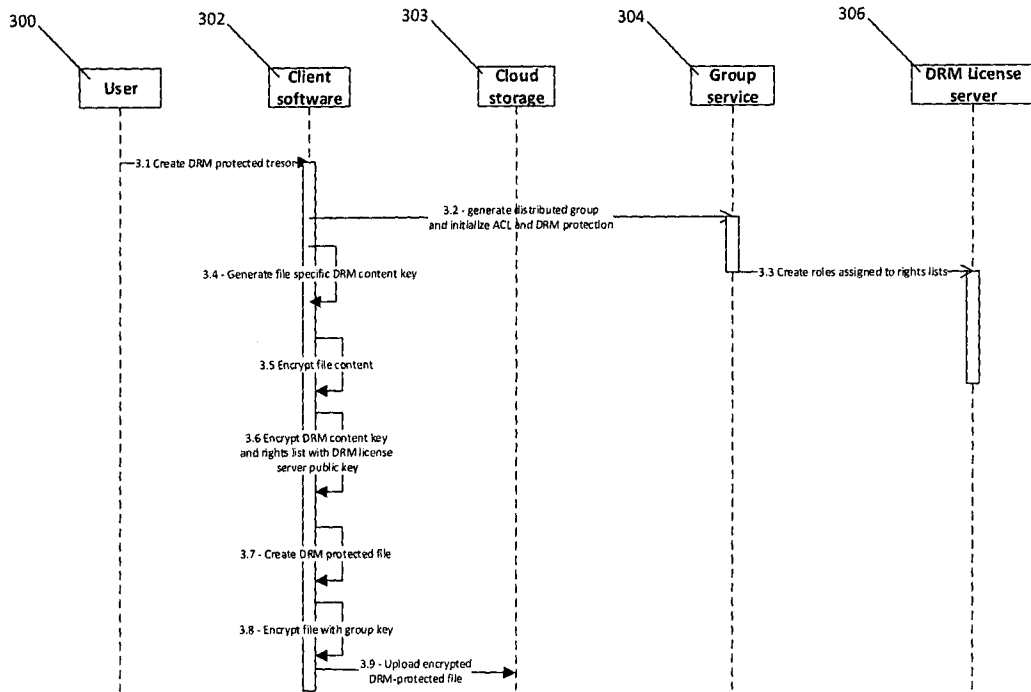 300
302
303
304
306
User
Client
software
Cloud
storage
Group
service
DRM License
server
3.1 Create DRM protected tresor
3.2 - generate distributed group
and initialize ACL and DRM protection
3.3 Create roles assigned to rights lists
3.4 - Generate file specific DRM content key
3.5 Encrypt file content
3.6 Encrypt DRM content key
and rights list with DRM license
server public key
3.7 - Create DRM protected file
3.8 - Encrypt file with group key
3.9 - Upload encrypted
DRM-protected file